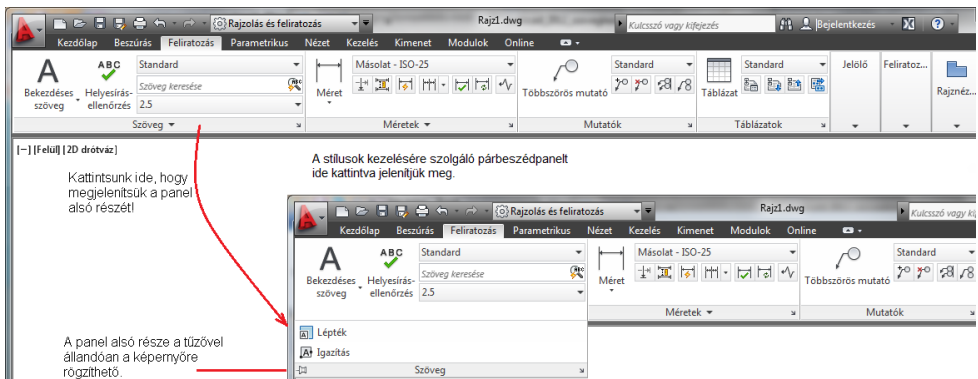 Rajzolás és feliratozás Rajz1.dwg Kulcsszó vagy kifejezés Bejelentkezés
Kezdőlap Beszúrás Feliratozás Parametrikus Nézet Kezelés Kimenet Modulok Online
A ABC Standard Másolat - ISO-25 Standard Standard Jelölő Feliratoz...
Szöveg keresése
Bekezdéses szöveg
Helyesírás-ellenőrzés
2.5
Méret
Többszörös mutató
Táblázat
Rajznéz...
Szöveg Méretek Mutatók Táblázatok
[−] [Felül] [2D drótváz]
A stílusok kezelésére szolgáló párbeszédpanelt
ide kattintva jelenítjük meg.
Kattintsunk ide, hogy
megjelenítsük a panel
alsó részét!
Rajzolás és feliratozás Rajz1.dwg Kulcsszó vagy ki
Kezdőlap Beszúrás Feliratozás Parametrikus Nézet Kezelés Kimenet Modulok Online
A ABC Standard Másolat - ISO-25 Standard
Szöveg keresése
Bekezdéses szöveg
Helyesírás-ellenőrzés
2.5
Méret
Többszörös mutató
Méretek Mutatók
Lépték
Igazítás
Szöveg
A panel alsó része a tűzővel
állandóan a képernyőre
rögzíthető.